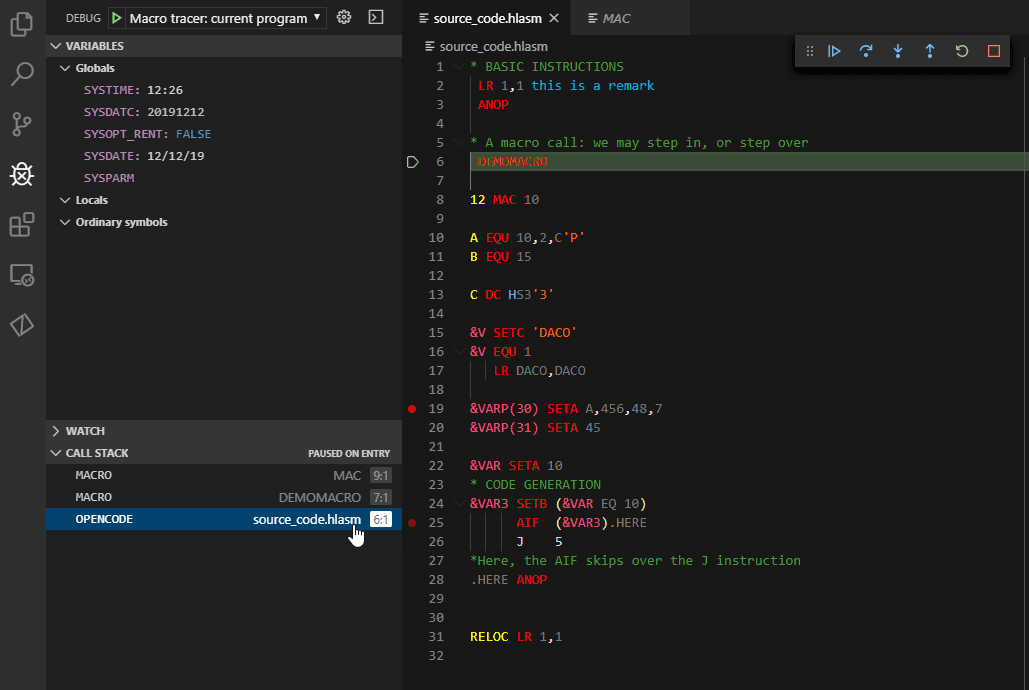 DEBUG Macro tracer: current program
VARIABLES
Globals
SYSTIME: 12:26
SYSDATC: 20191212
SYSOPT_RENT: FALSE
SYSDATE: 12/12/19
SYSPARM
Locals
Ordinary symbols
WATCH
CALL STACK PAUSED ON ENTRY
MACRO MAC 9:1
MACRO DEMOMACRO 7:1
OPENCODE source_code.hlasm 6:1
source_code.hlasm MAC
source_code.hlasm
1 * BASIC INSTRUCTIONS
2 LR 1,1 this is a remark
3 ANOP
4
5 * A macro call: we may step in, or step over
6 DEMOMACRO
7
8 12 MAC 10
9
10 A EQU 10,2,C'P'
11 B EQU 15
12
13 C DC HS3'3'
14
15 &V SETC 'DACO'
16 &V EQU 1
17 LR DACO,DACO
18
19 &VARP(30) SETA A,456,48,7
20 &VARP(31) SETA 45
21
22 &VAR SETA 10
23 * CODE GENERATION
24 &VAR3 SETB (&VAR EQ 10)
25 AIF (&VAR3).HERE
26 J 5
27 *Here, the AIF skips over the J instruction
28 .HERE ANOP
29
30
31 RELOC LR 1,1
32